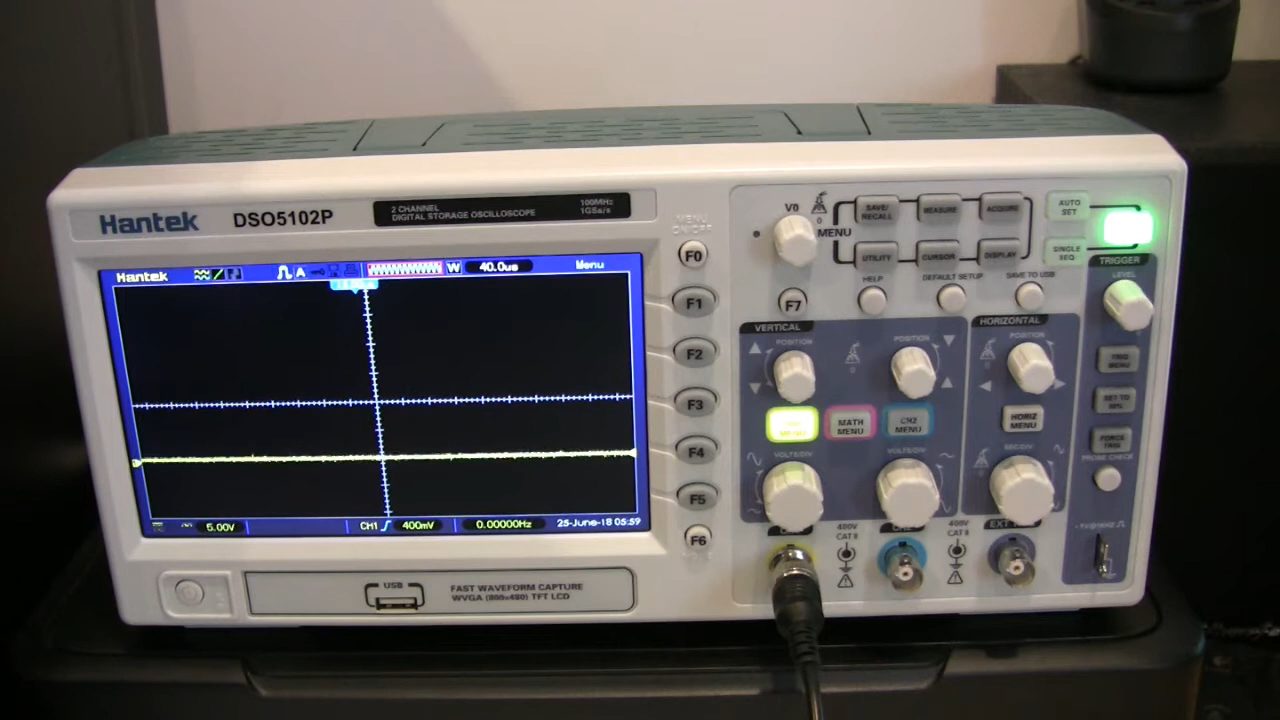 Hantek
DSO5102P
2 CHANNEL
DIGITAL STORAGE OSCILLOSCOPE
100MHz
1GSa/s
MENU
ON/OFF
Hantek
A
W
40.0us
Menu
5.00V
CH1
400mV
0.00000Hz
25-June-18 05:59
F0
F1
F2
F3
F4
F5
F6
V0
0
MENU
F7
SAVE/
RECALL
MEASURE
ACQUIRE
AUTO
SET
UTILITY
CURSOR
DISPLAY
SINGLE
SEQ
HELP
DEFAULT SETUP
SAVE TO USB
TRIGGER
LEVEL
VERTICAL
POSITION
0
POSITION
HORIZONTAL
POSITION
MENU
MATH
MENU
CH2
MENU
HORIZ
MENU
TRIG
MENU
SET TO
FORCE
TRIG
PROBE CHECK
VOLTS/DIV
VOLTS/DIV
SEC/DIV
400V
CAT II
400V
CAT II
EXT
USB
FAST WAVEFORM CAPTURE
WVGA (800x480) TFT LCD